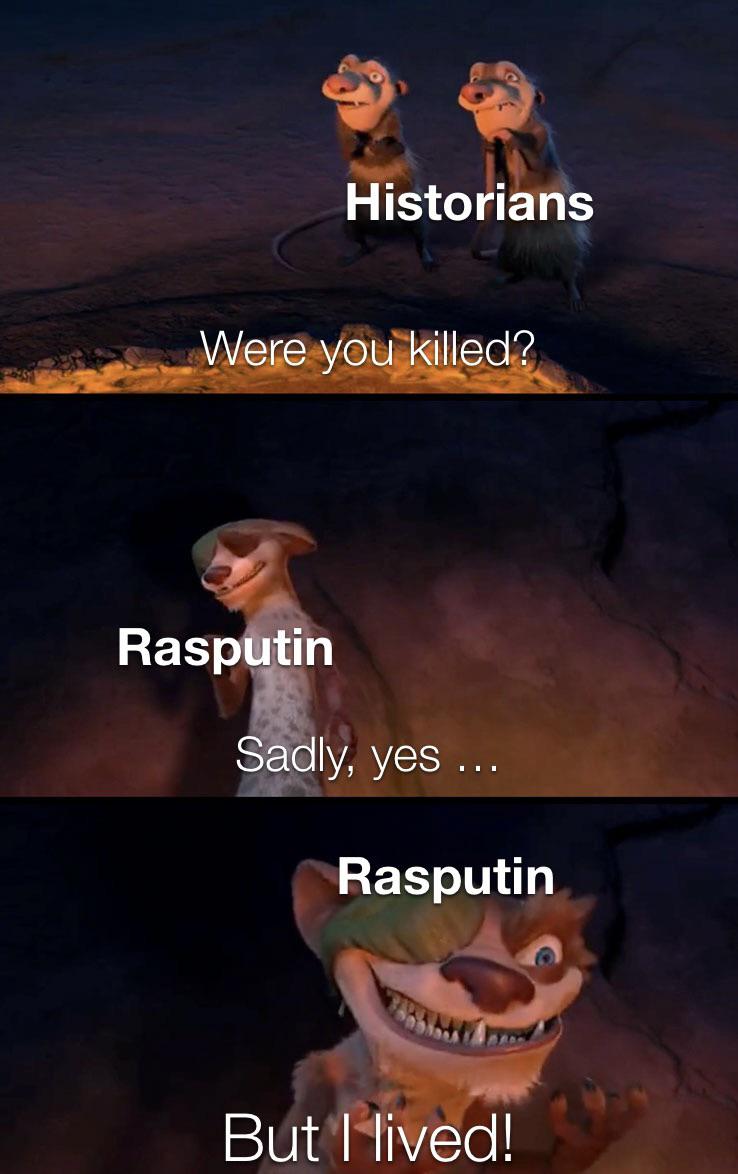 Historians
Were you killed?
Rasputin
Sadly, yes ...
Rasputin
But I lived!